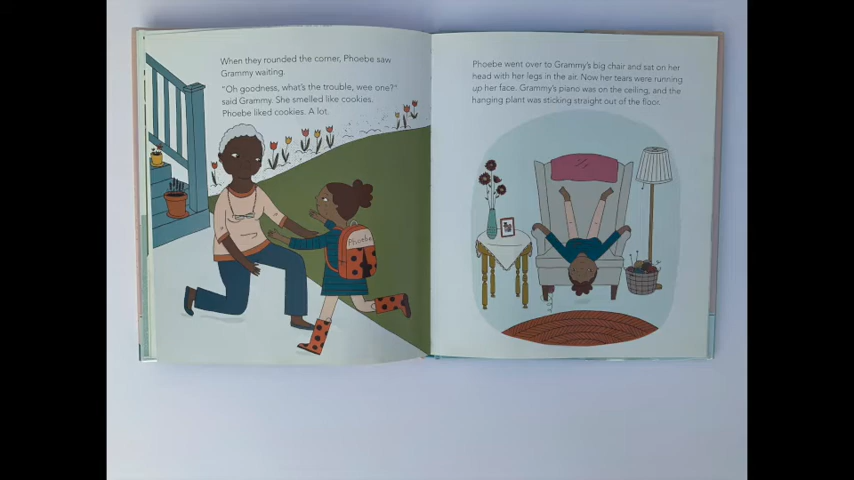 When they rounded the corner, Phoebe saw
Grammy waiting.
"Oh goodness, what's the trouble, wee one?"
said Grammy. She smelled like cookies.
Phoebe liked cookies. A lot.
Phoebe
Phoebe went over to Grammy's big chair and sat on her
head with her legs in the air. Now her tears were running
up her face. Grammy's piano was on the ceiling, and the
hanging plant was sticking straight out of the floor.